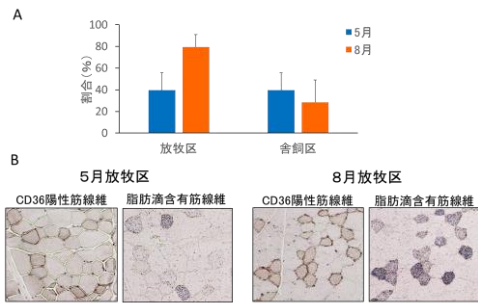 A
割合(%)
100
80
60
40
20
0
5月
8月
放牧区
舎飼区
B
5月放牧区
8月放牧区
CD36陽性筋線維
脂肪滴含有筋線維
CD36陽性筋線維
脂肪滴含有筋線維